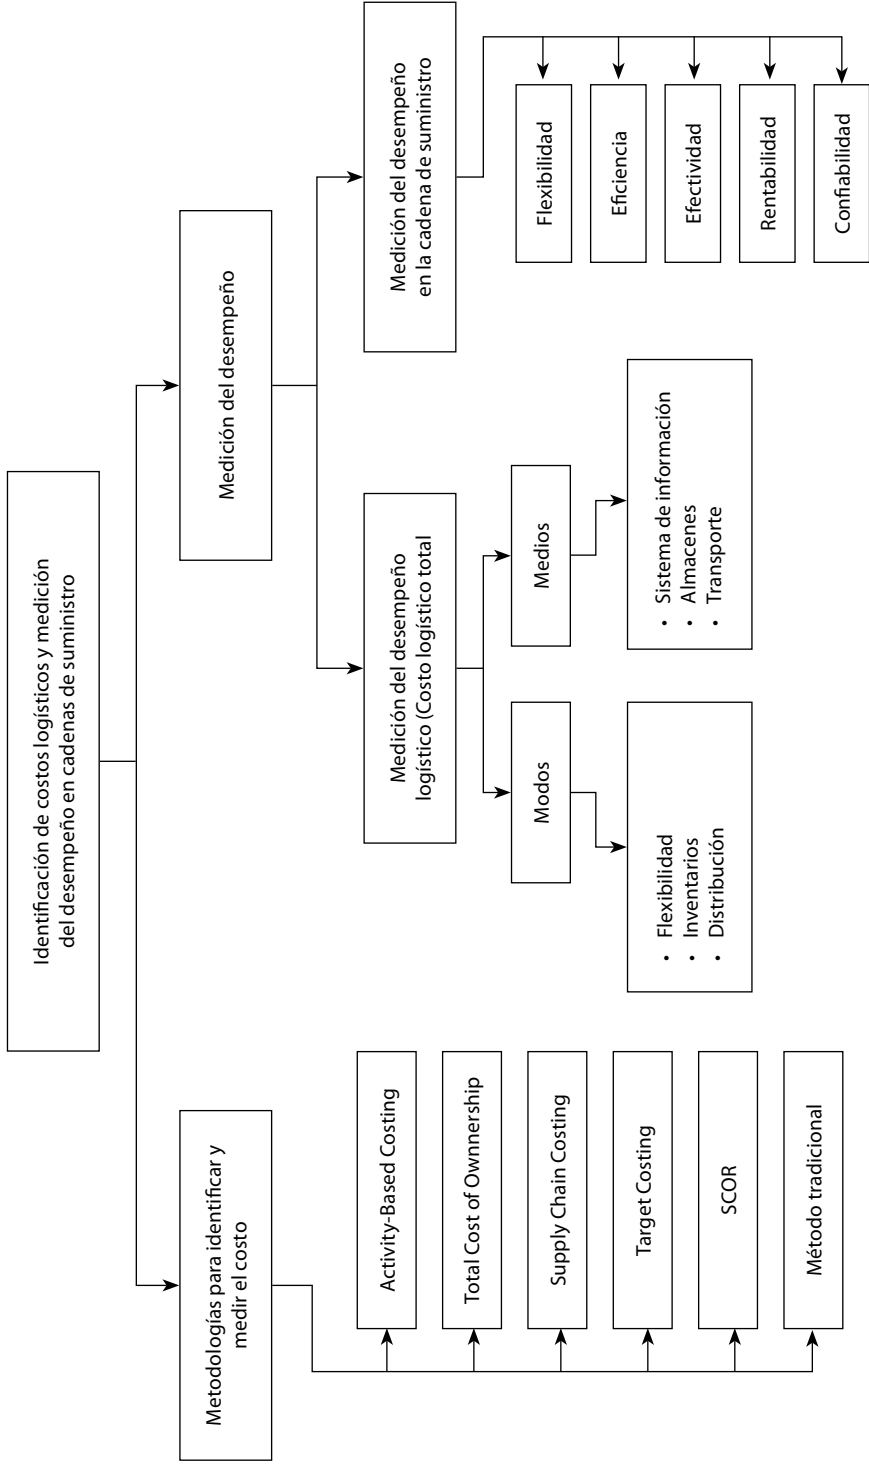 Identificación de costos logísticos y medición
del desempeño en cadenas de suministro
Metodologías para identificar y
medir el costo
Activity-Based Costing
Total Cost of Ownnership
Supply Chain Costing
Target Costing
SCOR
Método tradicional
Medición del desempeño
Medición del desempeño
logístico (Costo logístico total
Modos
• Flexibilidad
• Inventarios
• Distribución
Medios
• Sistema de información
• Almacenes
• Transporte
Medición del desempeño
en la cadena de suministro
Flexibilidad
Eficiencia
Efectividad
Rentabilidad
Confiabilidad